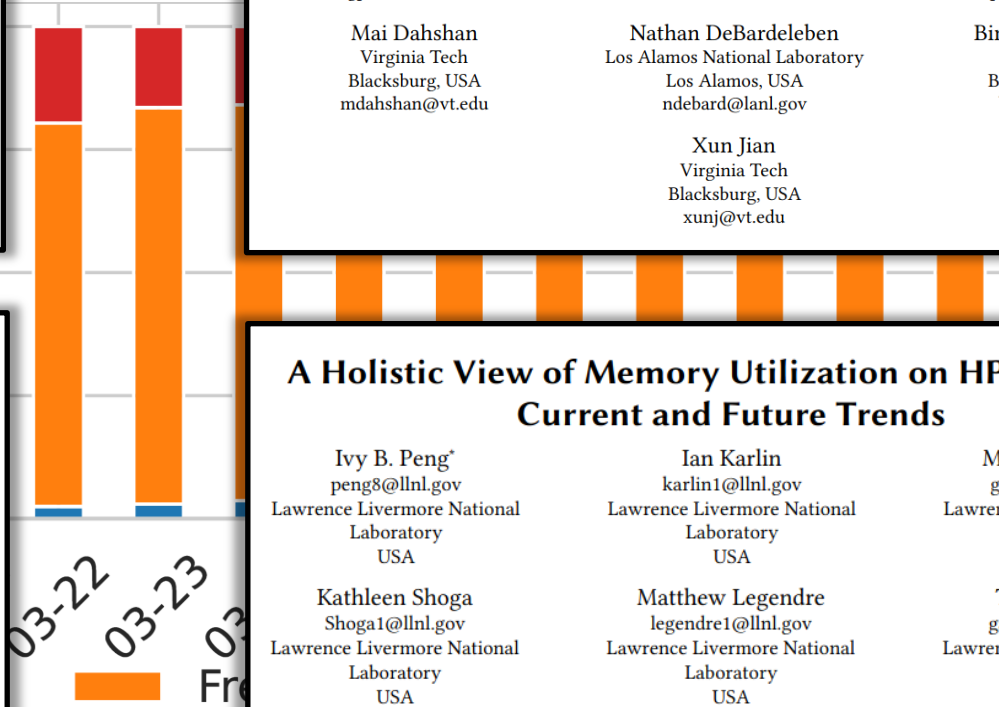 Mai Dahshan
Virginia Tech
Blacksburg, USA
mdahshan@vt.edu
Nathan DeBardeleben
Los Alamos National Laboratory
Los Alamos, USA
ndebard@lanl.gov
Xun Jian
Virginia Tech
Blacksburg, USA
xunj@vt.edu
A Holistic View of Memory Utilization on HP
Current and Future Trends
Ivy B. Peng*
peng8@llnl.gov
Lawrence Livermore National
Laboratory
USA
Ian Karlin
karlin1@llnl.gov
Lawrence Livermore National
Laboratory
USA
Kathleen Shoga
Shoga1@llnl.gov
Lawrence Livermore National
Laboratory
USA
Matthew Legendre
legendre1@llnl.gov
Lawrence Livermore National
Laboratory
USA
03-22
03-23
03
Fre